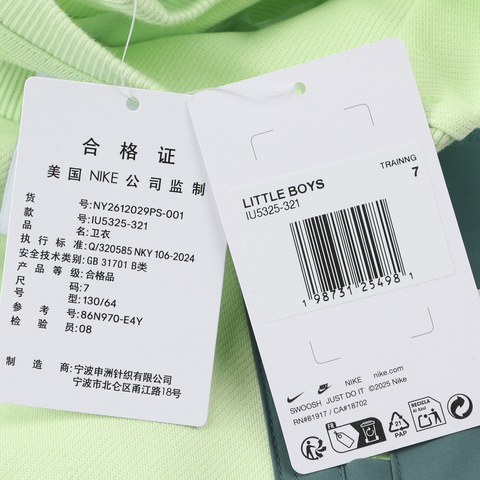 合格证
美国 NIKE 公司监制
货 号:NY2612029PS-001
款 号:IU5325-321
品 名:卫衣
执行标准:Q/320585 NKY 106-2024
安全技术类别:GB 31701 B类
产品等级:合格品
尺 码:7
号 型:130/64
参 考 号:86N970-E4Y
检 验 员:08
制 造 商:宁波申洲针织有限公司
宁波市北仑区甬江路18号
TRAINNG
7
LITTLE BOYS
IU5325-321
1 98731 25498 1
NIKE nike.com
SWOOSH JUST DO IT ©2025 Nike
RN#81917 / CA#18702
FR
21
PAP
RECICLA
Al Azul